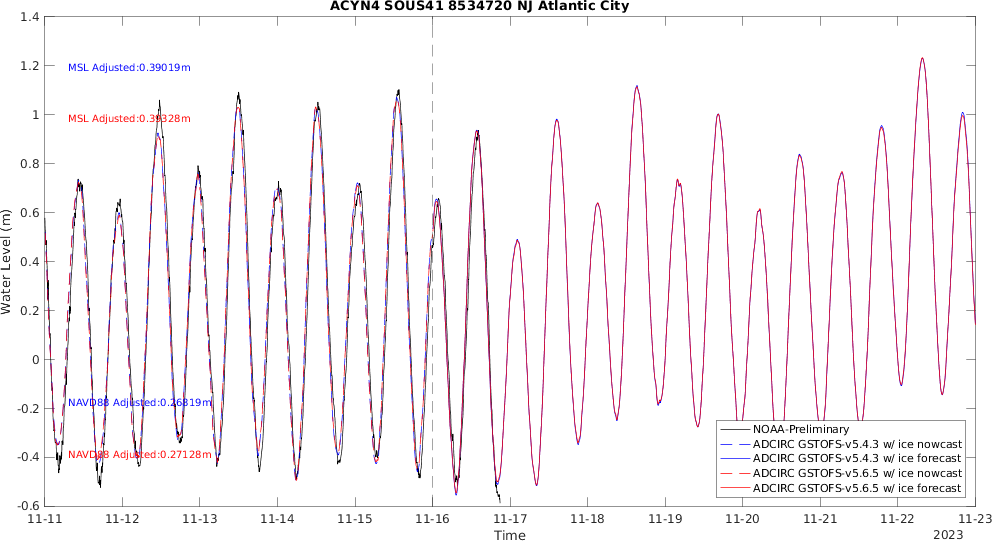 ACYN4 SOUS41 8534720 NJ Atlantic City
1.4
1.2
1
0.8
0.6
0.4
0.2
0
-0.2
-0.4
-0.6
Water Level (m)
MSL Adjusted:0.39019m
MSL Adjusted:0.39328m
NAVD88 Adjusted:0.26819m
NAVD88 Adjusted:0.27128m
NOAA-Preliminary
ADCIRC GSTOFS-v5.4.3 w/ ice nowcast
ADCIRC GSTOFS-v5.4.3 w/ ice forecast
ADCIRC GSTOFS-v5.6.5 w/ ice nowcast
ADCIRC GSTOFS-v5.6.5 w/ ice forecast
11-11 11-12 11-13 11-14 11-15 11-16 11-17 11-18 11-19 11-20 11-21 11-22 11-23
Time
2023